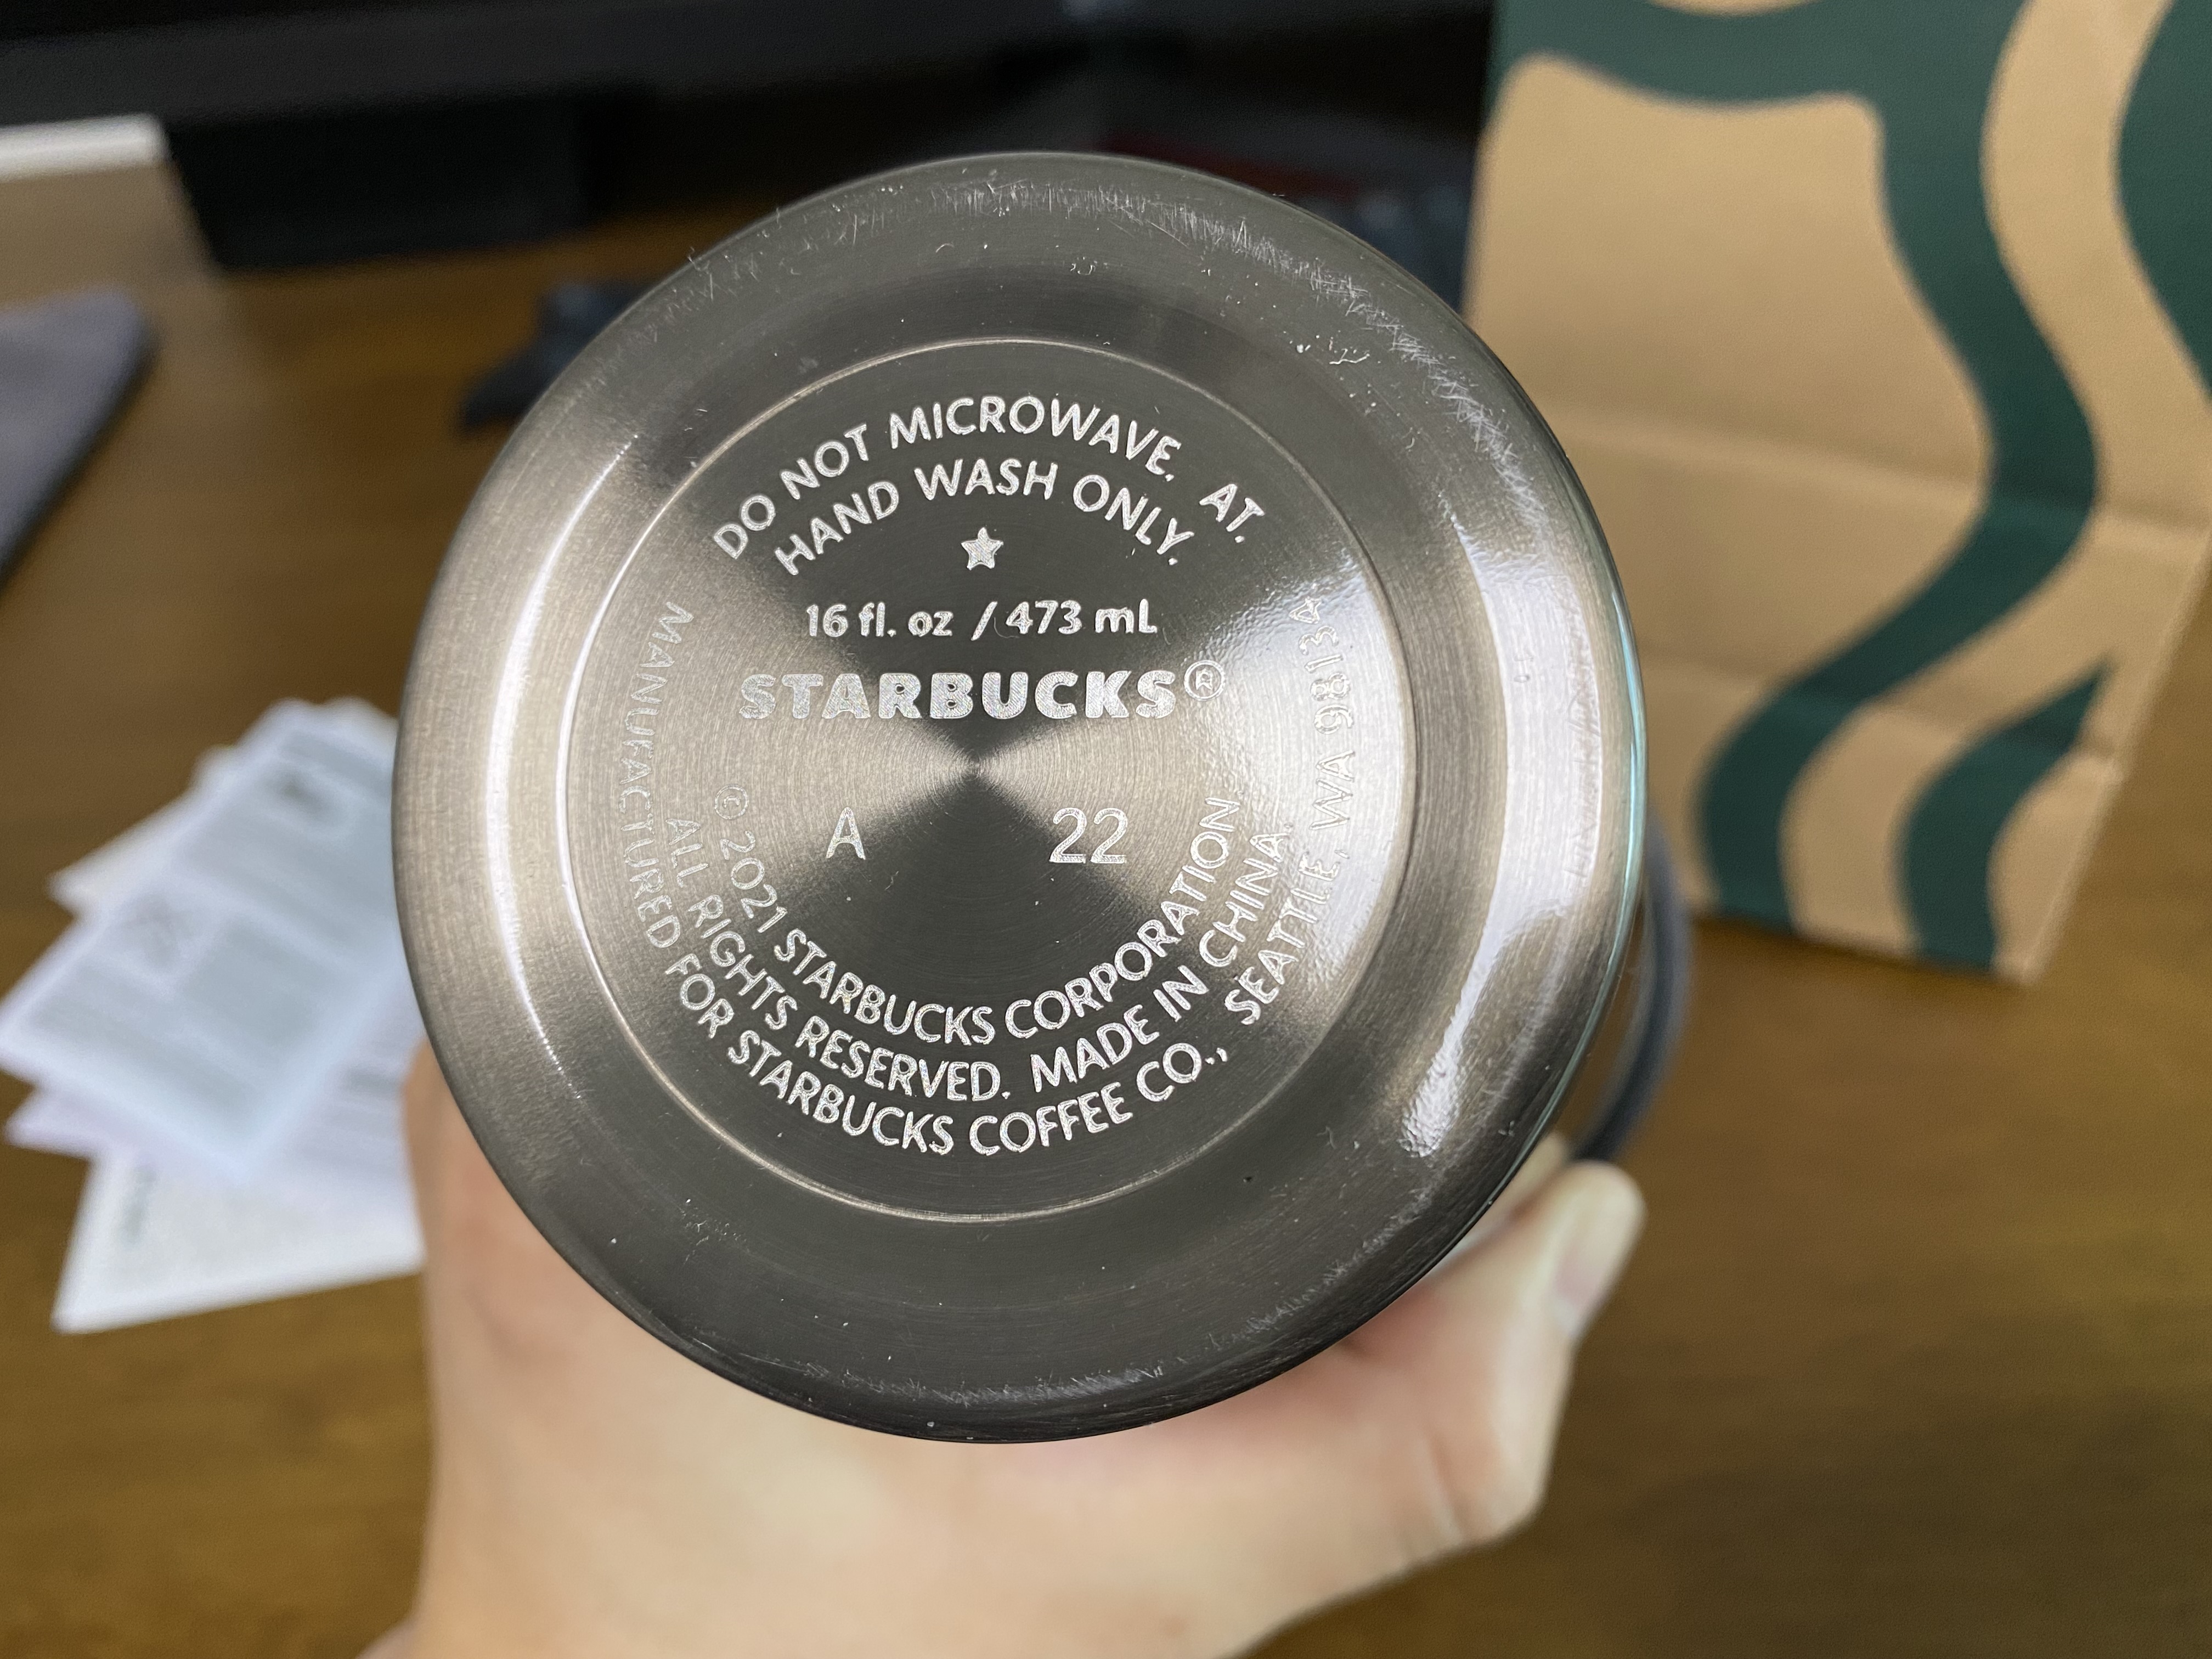 DO NOT MICROWAVE. AT.
HAND WASH ONLY.
16 fl. oz / 473 mL
STARBUCKS®
A 22
© 2021 STARBUCKS CORPORATION
ALL RIGHTS RESERVED. MADE IN CHINA.
MANUFACTURED FOR STARBUCKS COFFEE CO., SEATTLE, WA 98134